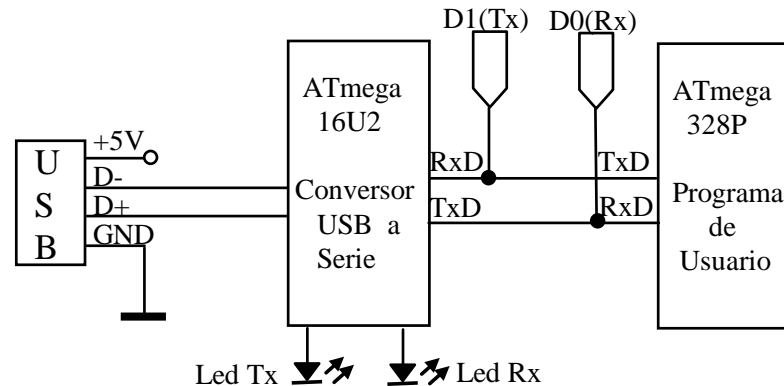 D1(Tx)
D0(Rx)
U
S
B
+5V
D-
D+
GND
ATmega
16U2
Conversor
USB a
Serie
RxD
TxD
TxD
RxD
ATmega
328P
Programa
de
Usuario
Led Tx
Led Rx